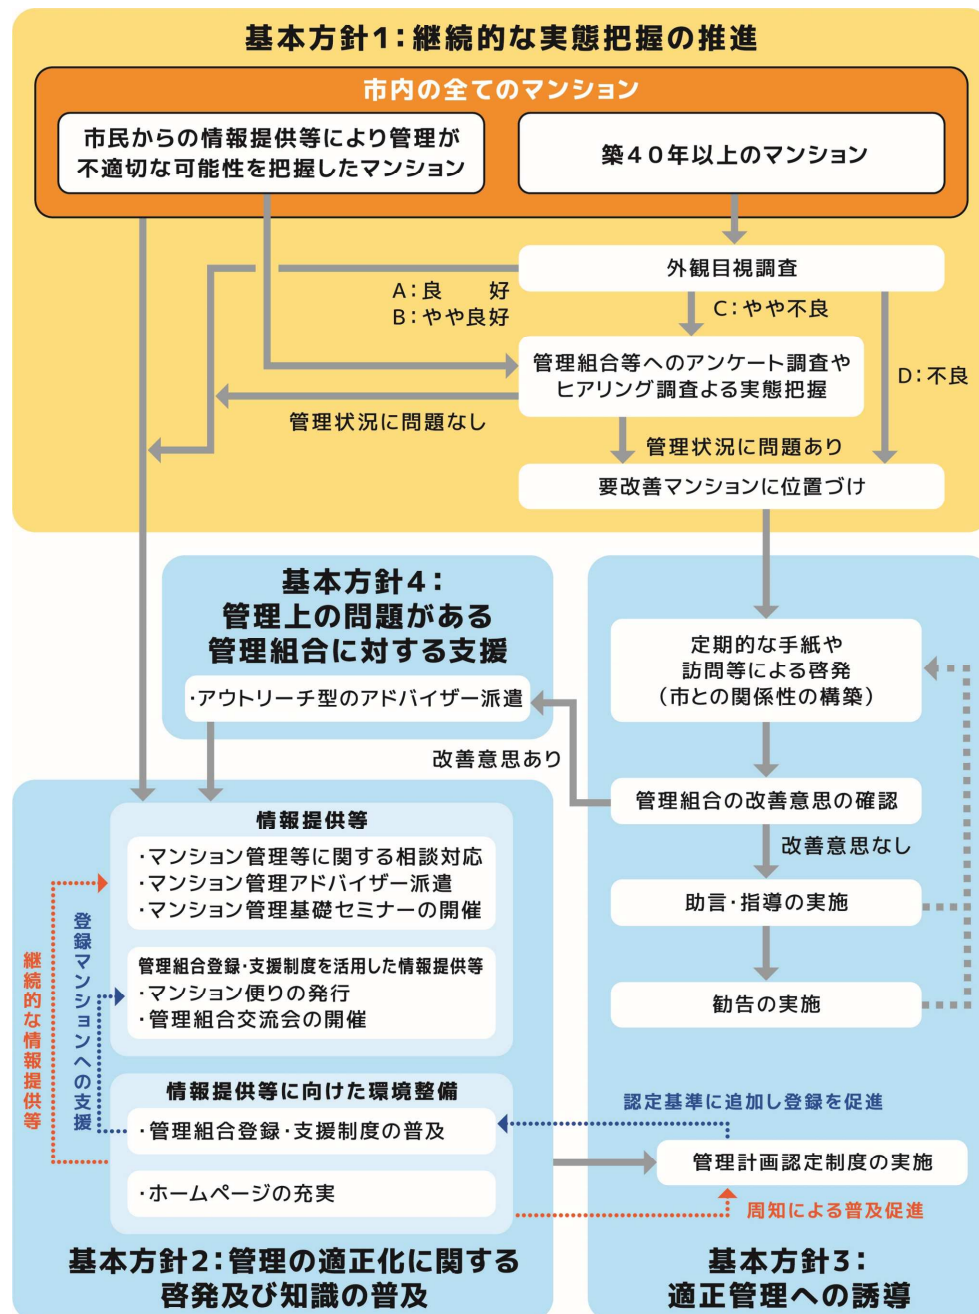 基本方針1：継続的な実態把握の推進
市内の全てのマンション
市民からの情報提供等により管理が
不適切な可能性を把握したマンション
築４０年以上のマンション
外観目視調査
A：良　　好
B：やや良好
C：やや不良
D：不良
管理組合等へのアンケート調査や
ヒアリング調査よる実態把握
管理状況に問題なし
管理状況に問題あり
要改善マンションに位置づけ
基本方針4：
管理上の問題がある
管理組合に対する支援
・アウトリーチ型のアドバイザー派遣
定期的な手紙や
訪問等による啓発
（市との関係性の構築）
改善意思あり
管理組合の改善意思の確認
改善意思なし
助言・指導の実施
勧告の実施
情報提供等
・マンション管理等に関する相談対応
・マンション管理アドバイザー派遣
・マンション管理基礎セミナーの開催
管理組合登録・支援制度を活用した情報提供等
・マンション便りの発行
・管理組合交流会の開催
継続的な情報提供等
登録マンションへの支援
情報提供等に向けた環境整備
・管理組合登録・支援制度の普及
・ホームページの充実
認定基準に追加し登録を促進
管理計画認定制度の実施
周知による普及促進
基本方針2：管理の適正化に関する
啓発及び知識の普及
基本方針3：
適正管理への誘導